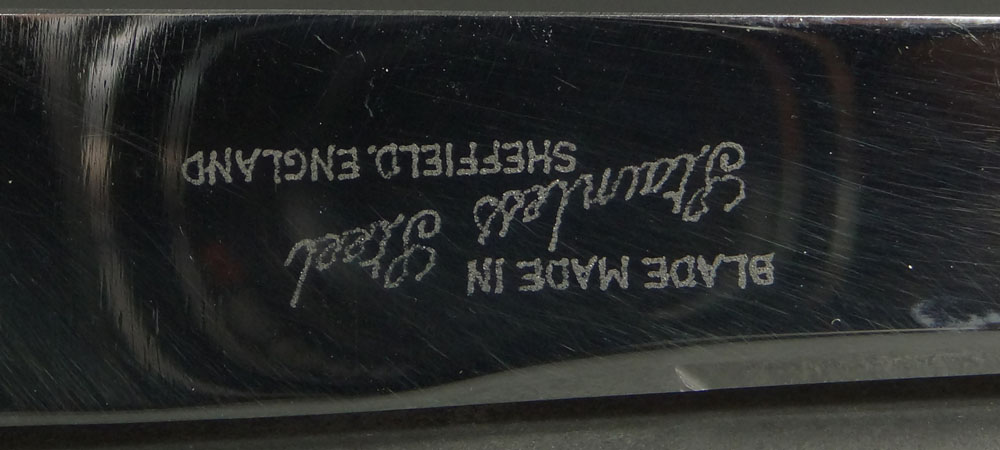 BLADE MADE IN
Stainless Steel
SHEFFIELD, ENGLAND